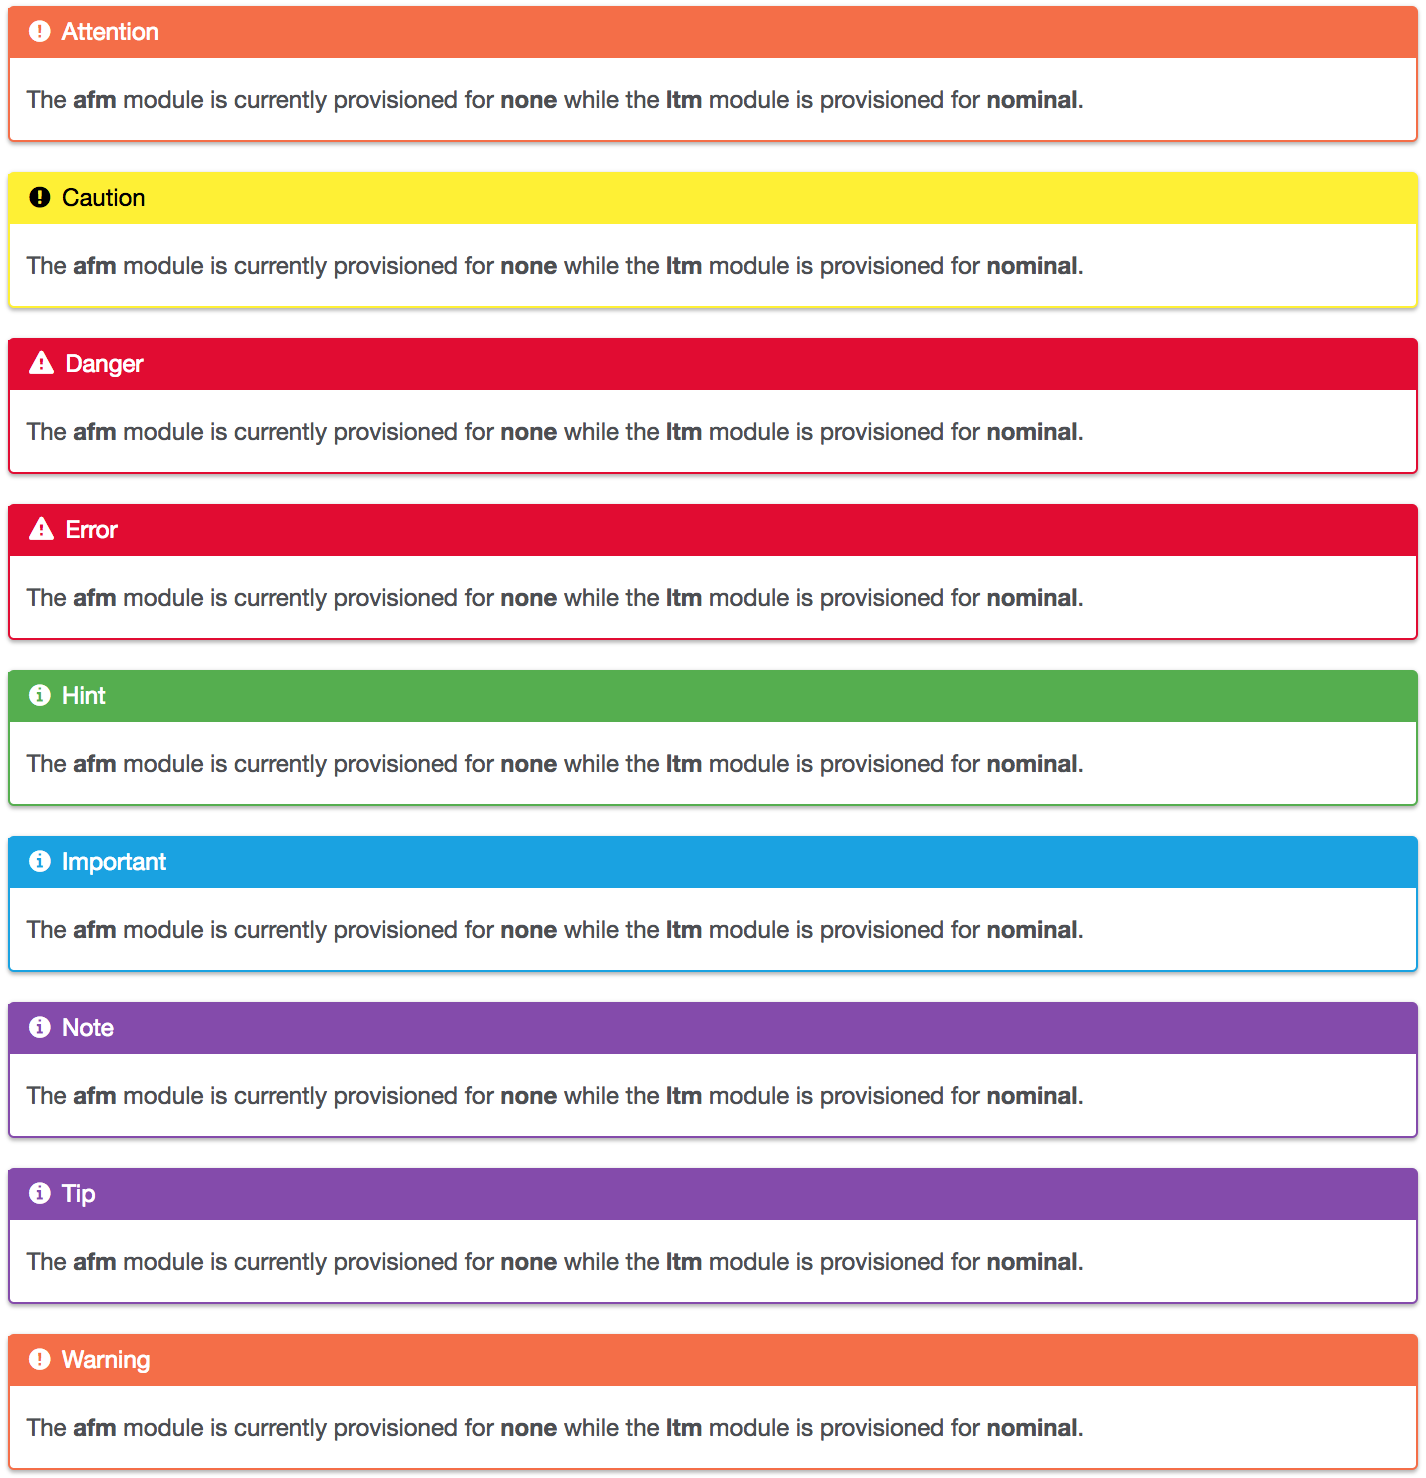 Attention
The afm module is currently provisioned for none while the ltm module is provisioned for nominal.
Caution
The afm module is currently provisioned for none while the ltm module is provisioned for nominal.
Danger
The afm module is currently provisioned for none while the ltm module is provisioned for nominal.
Error
The afm module is currently provisioned for none while the ltm module is provisioned for nominal.
Hint
The afm module is currently provisioned for none while the ltm module is provisioned for nominal.
Important
The afm module is currently provisioned for none while the ltm module is provisioned for nominal.
Note
The afm module is currently provisioned for none while the ltm module is provisioned for nominal.
Tip
The afm module is currently provisioned for none while the ltm module is provisioned for nominal.
Warning
The afm module is currently provisioned for none while the ltm module is provisioned for nominal.